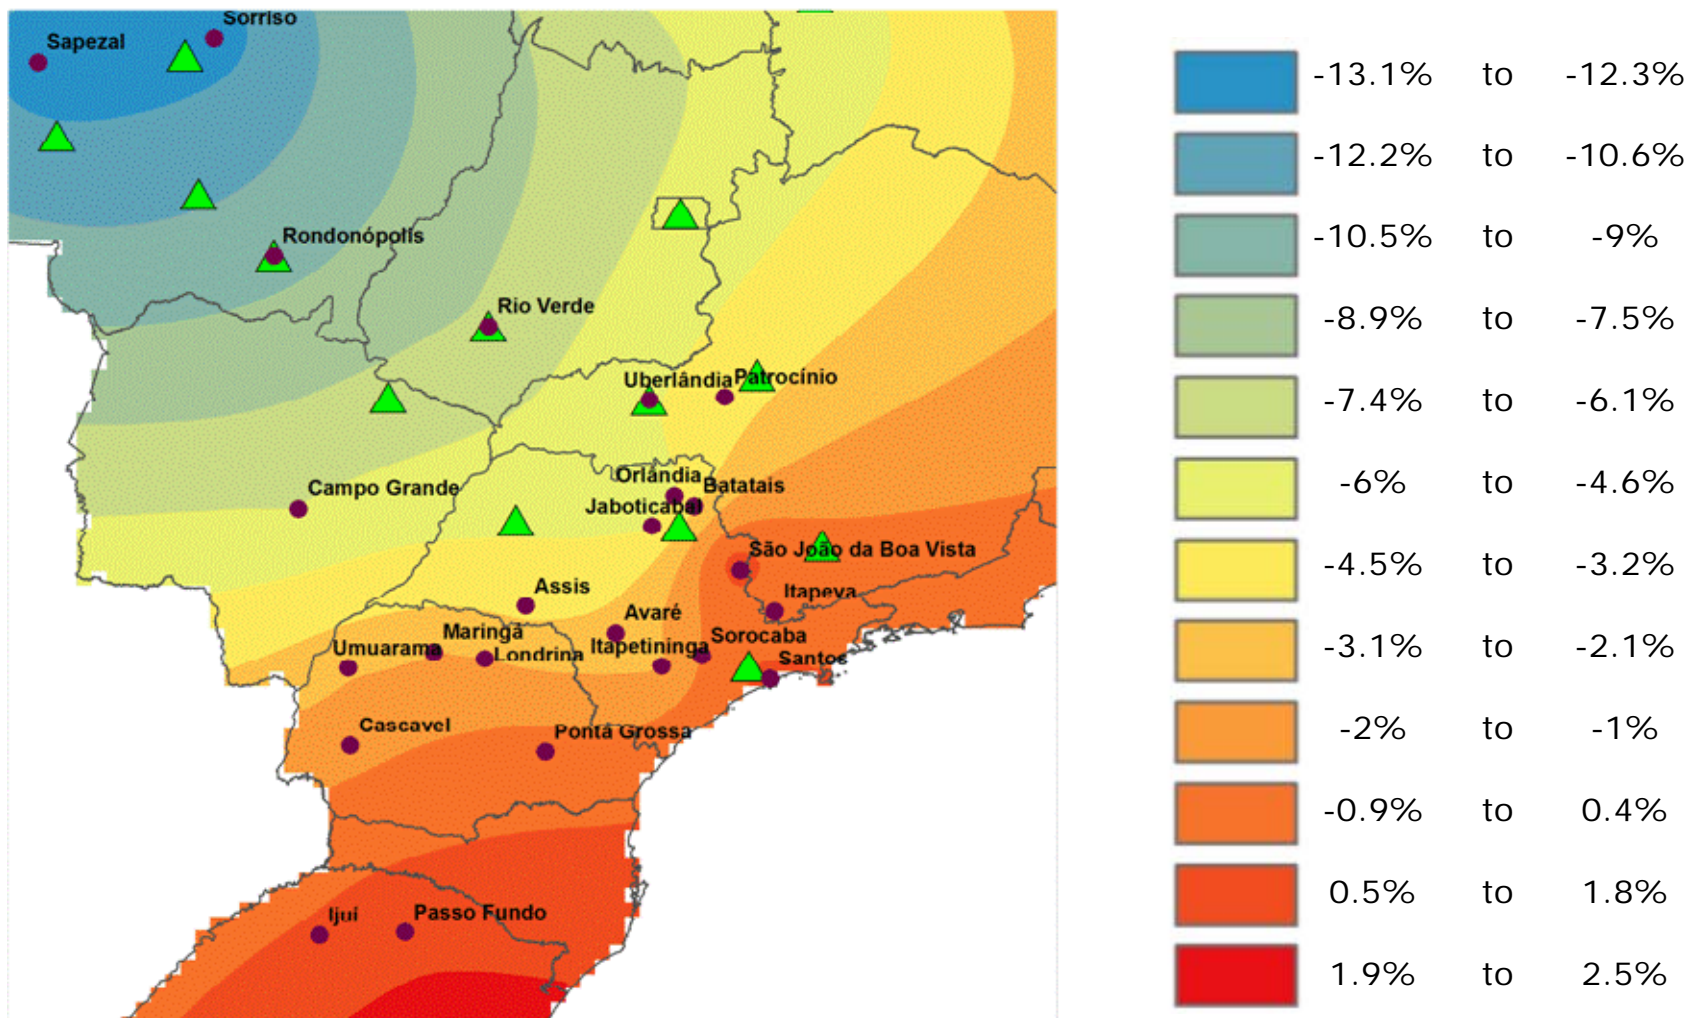 Sorriso
Sapezal
Rondonópolis
Rio Verde
Uberlândia
Patrocínio
Campo Grande
Orlândia
Batatais
Jaboticabal
São João da Boa Vista
Assis
Itapeva
Avaré
Maringá
Sorocaba
Umuarama
Londrina
Itapetininga
Santos
Cascavel
Ponta Grossa
Ijuí
Passo Fundo
-13.1% to -12.3%
-12.2% to -10.6%
-10.5% to -9%
-8.9% to -7.5%
-7.4% to -6.1%
-6% to -4.6%
-4.5% to -3.2%
-3.1% to -2.1%
-2% to -1%
-0.9% to 0.4%
0.5% to 1.8%
1.9% to 2.5%